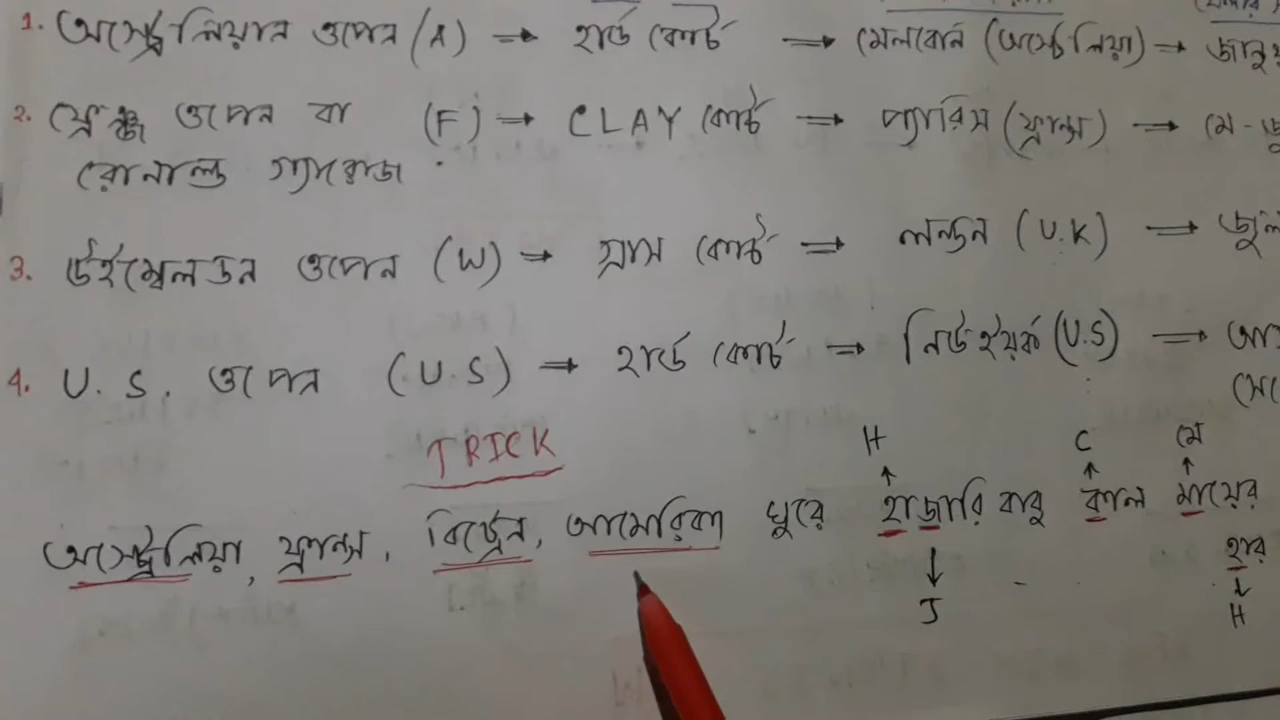 1. অস্ট্রেলিয়ান ওপেন (A) → হার্ড কোর্ট → মেলবোর্ন (অস্ট্রেলিয়া) →
2. ফ্রেঞ্চ ওপেন বা (F) → CLAY কোর্ট → প্যারিস (ফ্রান্স) → মে -
রোনাল্ড গ্যারোজ
3. উইম্বেলডন ওপেন (W) → গ্রাস কোর্ট → লন্ডন (U.K) →
4. U.S. ওপেন (U.S) → হার্ড কোর্ট → নিউইয়র্ক (U.S) →
TRICK
H C মে
অস্ট্রেলিয়া, ফ্রান্স, ব্রিটেন, আমেরিকা ঘুরে হাজারি বাবু কাল মায়ের
হার
J H